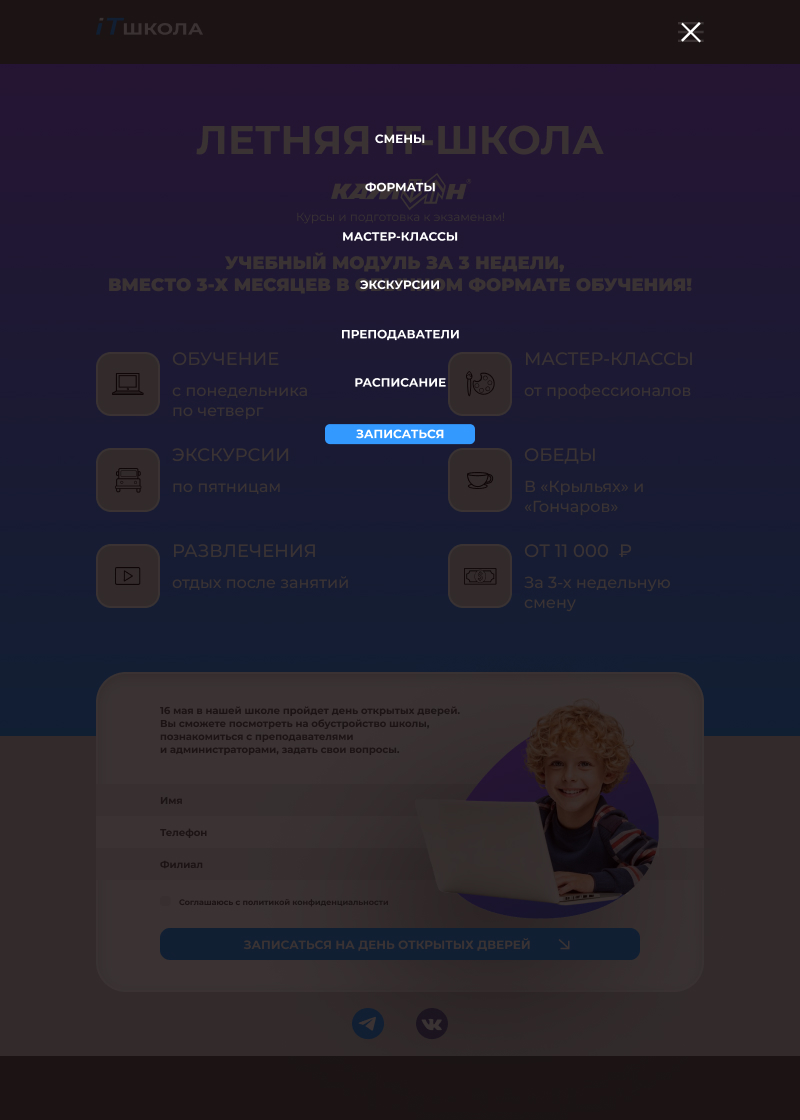 iTШКОЛА
ЛЕТНЯЯ IT-ШКОЛА
СМЕНЫ
ФОРМАТЫ
Курсы и подготовка к экзаменам!
МАСТЕР-КЛАССЫ
УЧЕБНЫЙ МОДУЛЬ ЗА 3 НЕДЕЛИ,
ВМЕСТО 3-Х МЕСЯЦЕВ В ФОРМАТЕ ОБУЧЕНИЯ!
ЭКСКУРСИИ
ПРЕПОДАВАТЕЛИ
РАСПИСАНИЕ
ЗАПИСАТЬСЯ
ОБУЧЕНИЕ
с понедельника
по четверг
МАСТЕР-КЛАССЫ
от профессионалов
ЭКСКУРСИИ
по пятницам
ОБЕДЫ
В «Крыльях» и
«Гончаров»
РАЗВЛЕЧЕНИЯ
отдых после занятий
ОТ 11 000 ₽
За 3-х недельную
смену
16 мая в нашей школе пройдет день открытых дверей.
Вы сможете посмотреть на обустройство школы,
познакомиться с преподавателями
и администраторами, задать свои вопросы.
Имя
Телефон
Филиал
Соглашаюсь с политикой конфиденциальности
ЗАПИСАТЬСЯ НА ДЕНЬ ОТКРЫТЫХ ДВЕРЕЙ